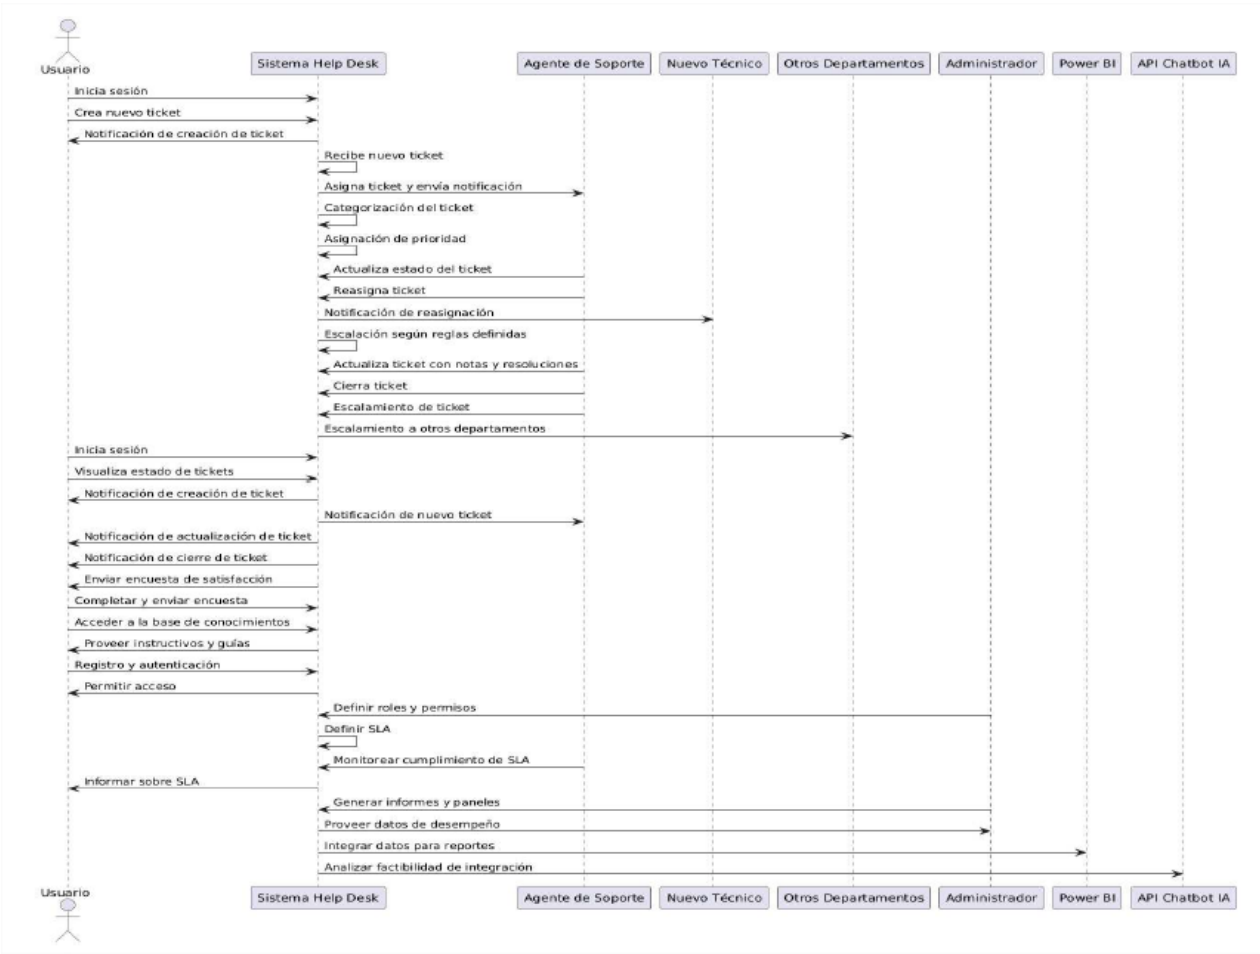 Usuario
Sistema Help Desk
Agente de Soporte
Nuevo Técnico
Otros Departamentos
Administrador
Power BI
API Chatbot IA
Inicia sesión
Crea nuevo ticket
Notificación de creación de ticket
Recibe nuevo ticket
Asigna ticket y envía notificación
Categorización del ticket
Asignación de prioridad
Actualiza estado del ticket
Reasigna ticket
Notificación de reasignación
Escalación según reglas definidas
Actualiza ticket con notas y resoluciones
Cierra ticket
Escalamiento de ticket
Escalamiento a otros departamentos
Inicia sesión
Visualiza estado de tickets
Notificación de creación de ticket
Notificación de nuevo ticket
Notificación de actualización de ticket
Notificación de cierre de ticket
Enviar encuesta de satisfacción
Completar y enviar encuesta
Acceder a la base de conocimientos
Proveer instructivos y guías
Registro y autenticación
Permitir acceso
Definir roles y permisos
Definir SLA
Monitorear cumplimiento de SLA
Informar sobre SLA
Generar informes y paneles
Proveer datos de desempeño
Integrar datos para reportes
Analizar factibilidad de integración
Usuario
Sistema Help Desk
Agente de Soporte
Nuevo Técnico
Otros Departamentos
Administrador
Power BI
API Chatbot IA